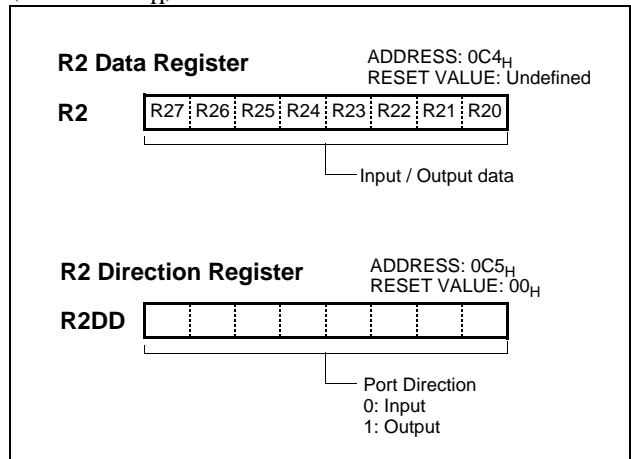 R2 Data Register
ADDRESS: 0C4H
RESET VALUE: Undefined
R2
R27 R26 R25 R24 R23 R22 R21 R20
Input / Output data
R2 Direction Register
ADDRESS: 0C5H
RESET VALUE: 00H
R2DD
Port Direction
0: Input
1: Output